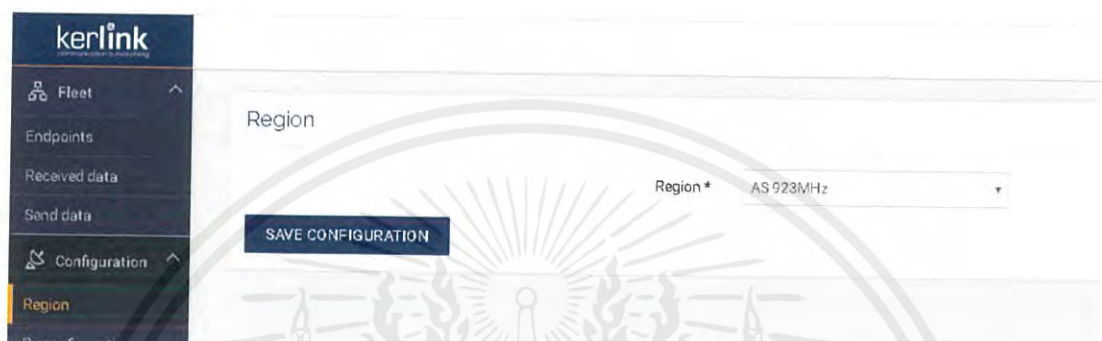 kerlink
Fleet
Endpoints
Received data
Send data
Configuration
Region
Region
Region *
AS 923MHz
SAVE CONFIGURATION